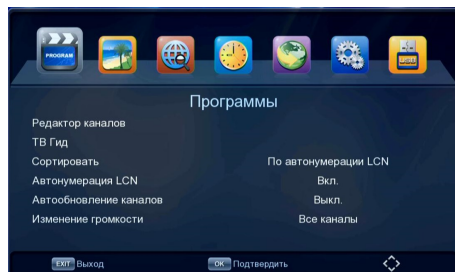 PROGRAM
USB
Программы
Редактор каналов
ТВ Гид
Сортировать По автонумерации LCN
Автонумерация LCN Вкл.
Автообновление каналов Выкл.
Изменение громкости Все каналы
EXIT Выход OK Подтвердить